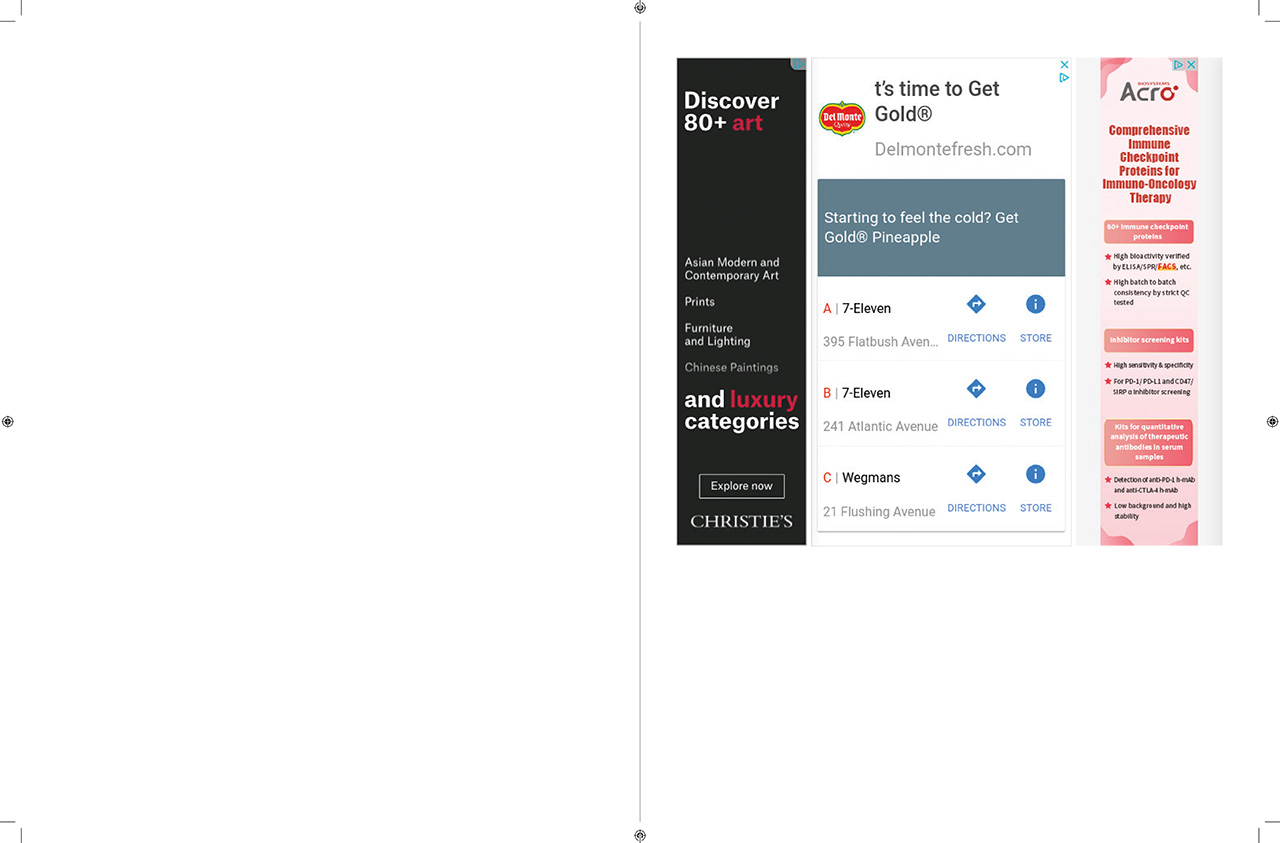 Discover
80+ art
Asian Modern and
Contemporary Art
Prints
Furniture
and Lighting
Chinese Paintings
and luxury
categories
Explore now
CHRISTIE'S
Del Monte
Quality
t's time to Get
Gold®
Delmontefresh.com
Starting to feel the cold? Get
Gold® Pineapple
A | 7-Eleven
395 Flatbush Aven...
DIRECTIONS
STORE
B | 7-Eleven
241 Atlantic Avenue
DIRECTIONS
STORE
C | Wegmans
21 Flushing Avenue
DIRECTIONS
STORE
BIOSYSTEMS
Acro
Comprehensive
Immune
Checkpoint
Proteins for
Immuno-Oncology
Therapy
80+ immune checkpoint
proteins
High bioactivity verified
by ELISA/SPR/FACS, etc.
High batch to batch
consistency by strict QC
tested
Inhibitor screening kits
High sensitivity & specificity
For PD-1/ PD-L1 and CD47/
SIRP α inhibitor screening
Kits for quantitative
analysis of therapeutic
antibodies in serum
samples
Detection of anti-PD-1 h-mAb
and anti-CTLA-4 h-mAb
Low background and high
stability